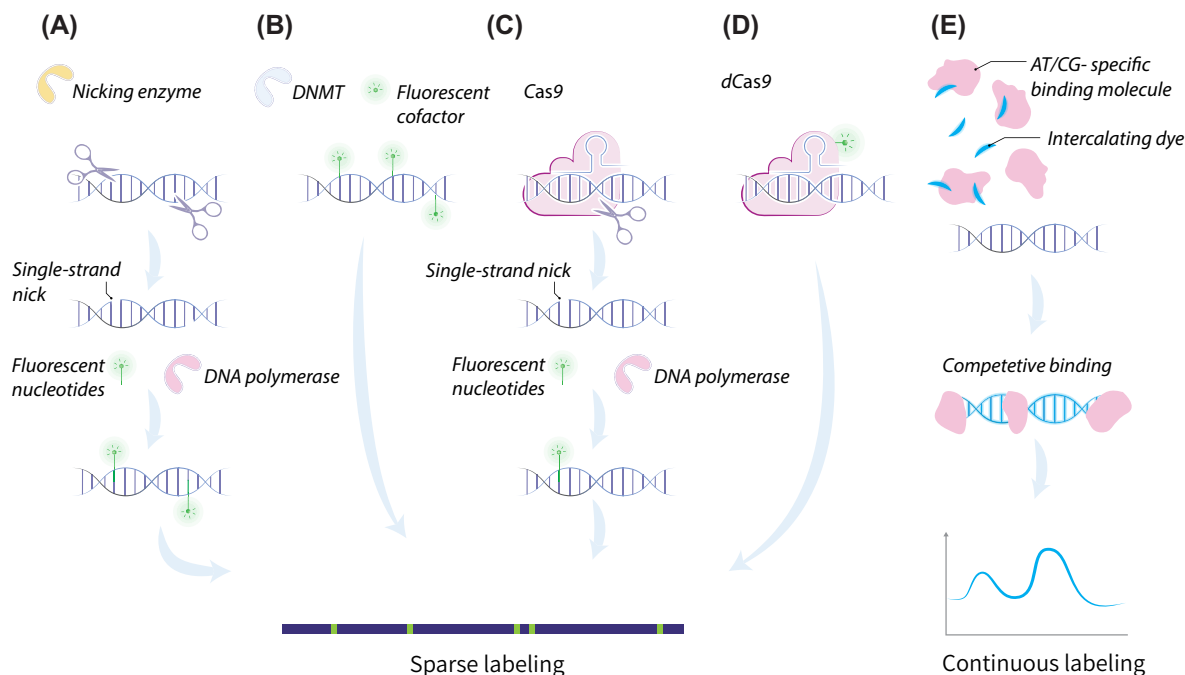 (A)
Nicking enzyme
Single-strand
nick
Fluorescent
nucleotides
DNA polymerase
(B)
DNMT
Fluorescent
cofactor
(C)
Cas9
Single-strand nick
Fluorescent
nucleotides
DNA polymerase
(D)
dCas9
Sparse labeling
(E)
AT/CG- specific
binding molecule
Intercalating dye
Competetive binding
Continuous labeling